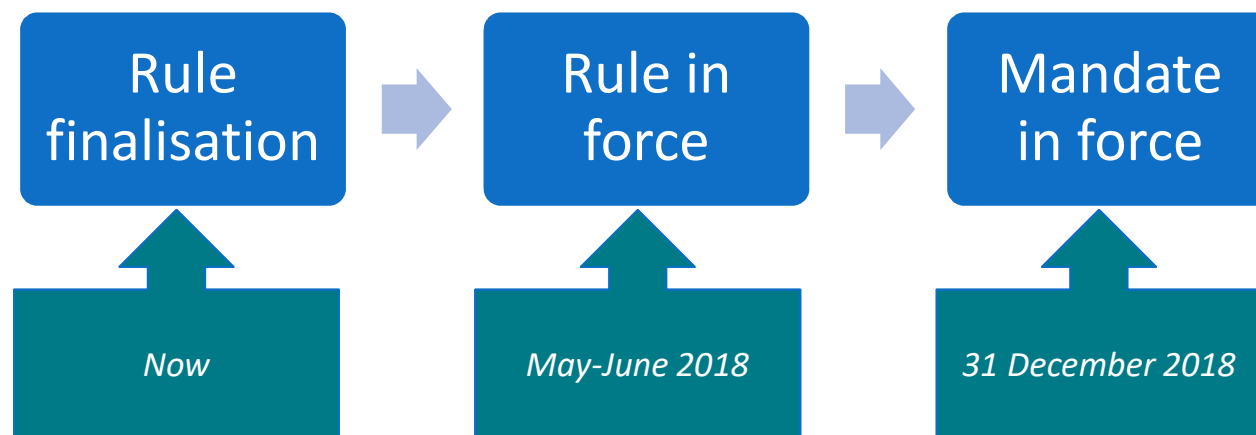 Rule
finalisation
Rule in
force
Mandate
in force
Now
May-June 2018
31 December 2018